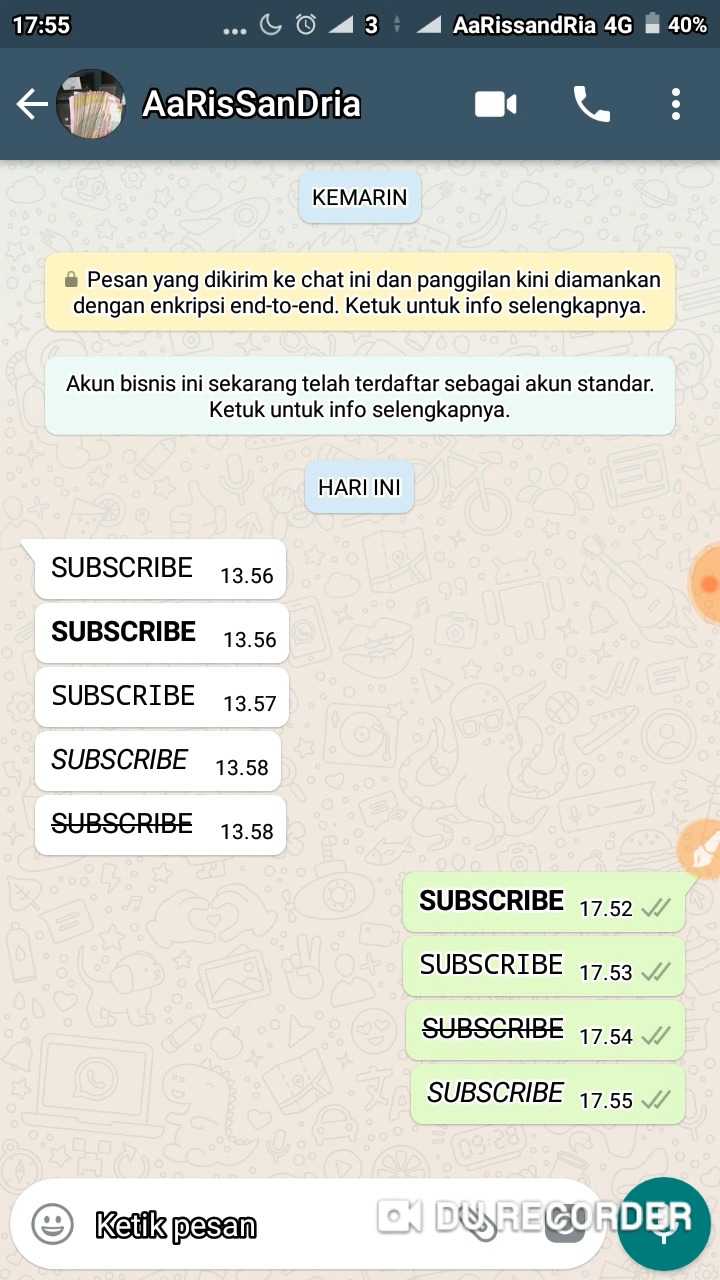 17:55 ... 3 AaRissandRia 4G 40%
AaRisSanDria
KEMARIN
Pesan yang dikirim ke chat ini dan panggilan kini diamankan
dengan enkripsi end-to-end. Ketuk untuk info selengkapnya.
Akun bisnis ini sekarang telah terdaftar sebagai akun standar.
Ketuk untuk info selengkapnya.
HARI INI
SUBSCRIBE 13.56
SUBSCRIBE 13.56
SUBSCRIBE 13.57
SUBSCRIBE 13.58
SUBSCRIBE 13.58
SUBSCRIBE 17.52
SUBSCRIBE 17.53
SUBSCRIBE 17.54
SUBSCRIBE 17.55
Ketik pesan
DU RECORDER